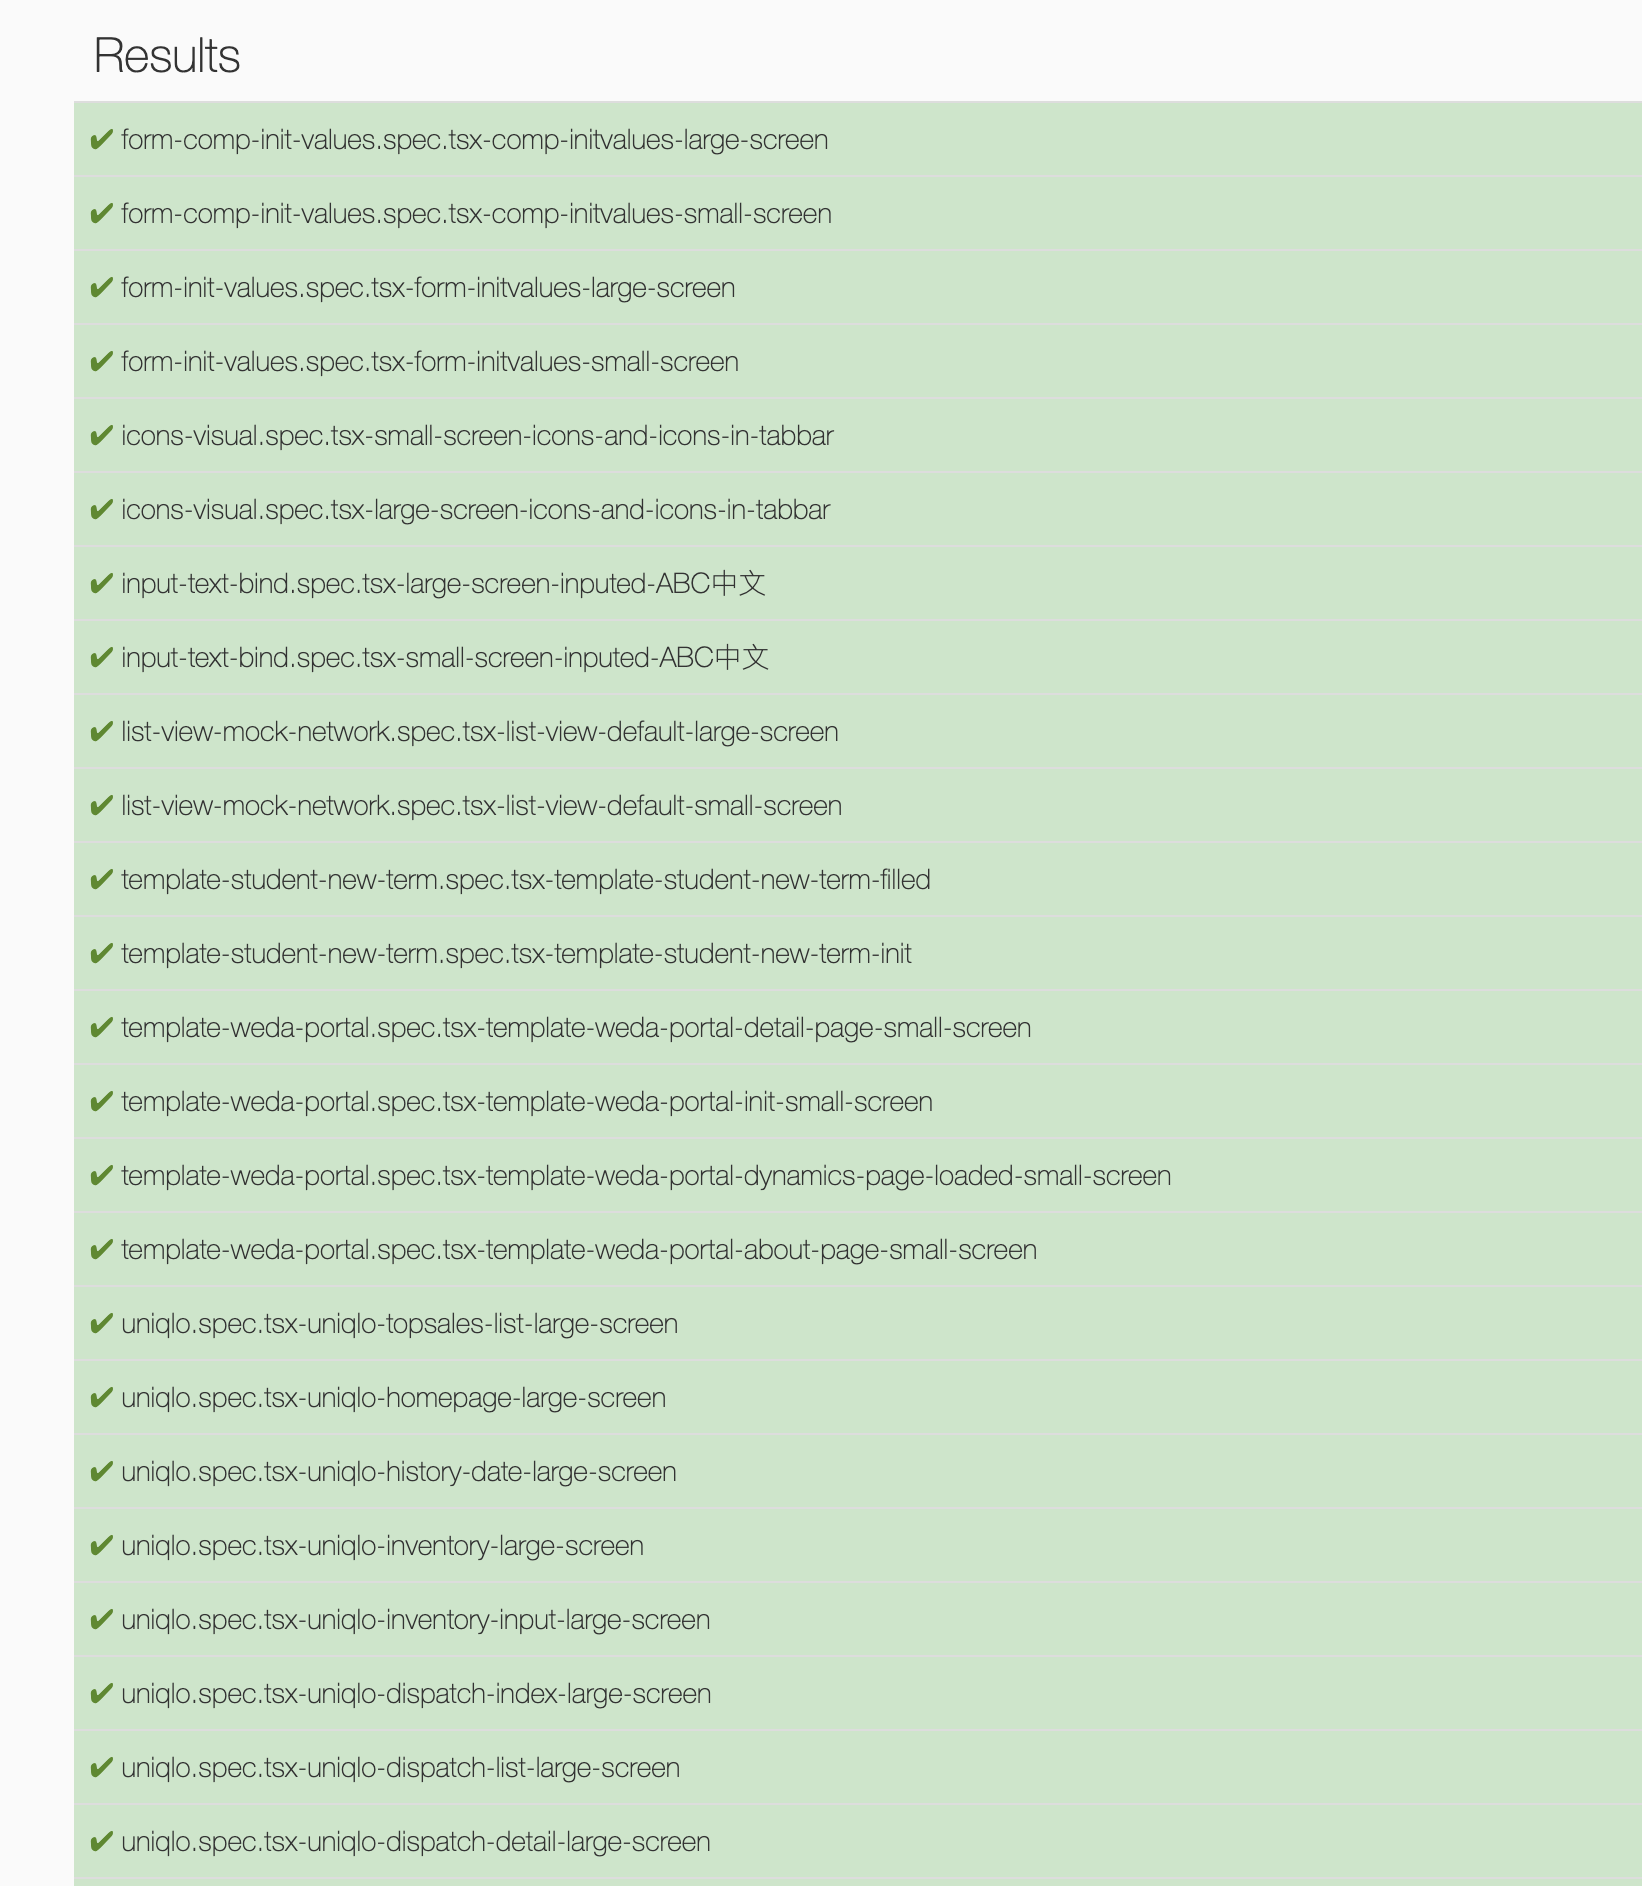 Results
✔ form-comp-init-values.spec.tsx-comp-initvalues-large-screen
✔ form-comp-init-values.spec.tsx-comp-initvalues-small-screen
✔ form-init-values.spec.tsx-form-initvalues-large-screen
✔ form-init-values.spec.tsx-form-initvalues-small-screen
✔ icons-visual.spec.tsx-small-screen-icons-and-icons-in-tabbar
✔ icons-visual.spec.tsx-large-screen-icons-and-icons-in-tabbar
✔ input-text-bind.spec.tsx-large-screen-inputed-ABC中文
✔ input-text-bind.spec.tsx-small-screen-inputed-ABC中文
✔ list-view-mock-network.spec.tsx-list-view-default-large-screen
✔ list-view-mock-network.spec.tsx-list-view-default-small-screen
✔ template-student-new-term.spec.tsx-template-student-new-term-filled
✔ template-student-new-term.spec.tsx-template-student-new-term-init
✔ template-weda-portal.spec.tsx-template-weda-portal-detail-page-small-screen
✔ template-weda-portal.spec.tsx-template-weda-portal-init-small-screen
✔ template-weda-portal.spec.tsx-template-weda-portal-dynamics-page-loaded-small-screen
✔ template-weda-portal.spec.tsx-template-weda-portal-about-page-small-screen
✔ uniqlo.spec.tsx-uniqlo-topsales-list-large-screen
✔ uniqlo.spec.tsx-uniqlo-homepage-large-screen
✔ uniqlo.spec.tsx-uniqlo-history-date-large-screen
✔ uniqlo.spec.tsx-uniqlo-inventory-large-screen
✔ uniqlo.spec.tsx-uniqlo-inventory-input-large-screen
✔ uniqlo.spec.tsx-uniqlo-dispatch-index-large-screen
✔ uniqlo.spec.tsx-uniqlo-dispatch-list-large-screen
✔ uniqlo.spec.tsx-uniqlo-dispatch-detail-large-screen